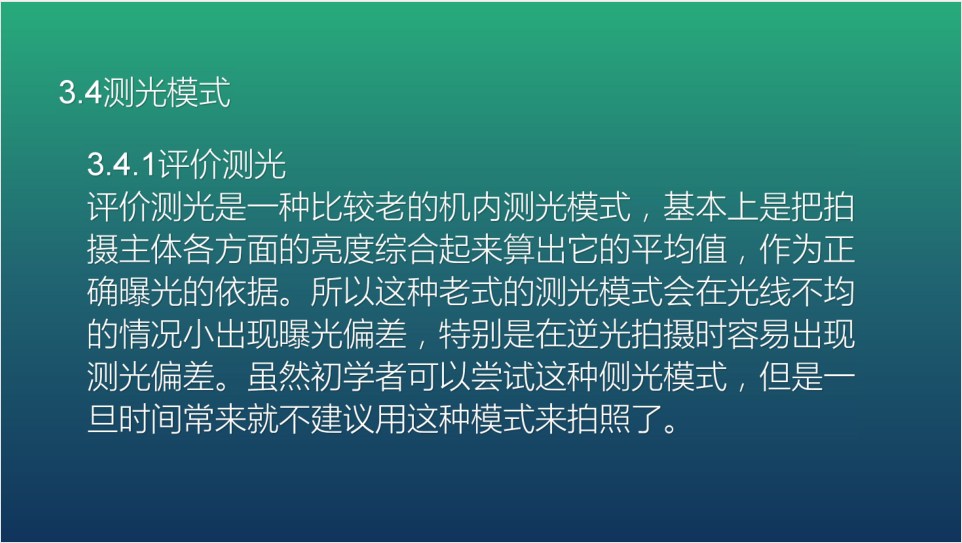 3.4测光模式
3.4.1评价测光
评价测光是一种比较老的机内测光模式，基本上是把拍
摄主体各方面的亮度综合起来算出它的平均值，作为正
确曝光的依据。所以这种老式的测光模式会在光线不均
的情况小出现曝光偏差，特别是在逆光拍摄时容易出现
测光偏差。虽然初学者可以尝试这种侧光模式，但是一
旦时间常来就不建议用这种模式来拍照了。